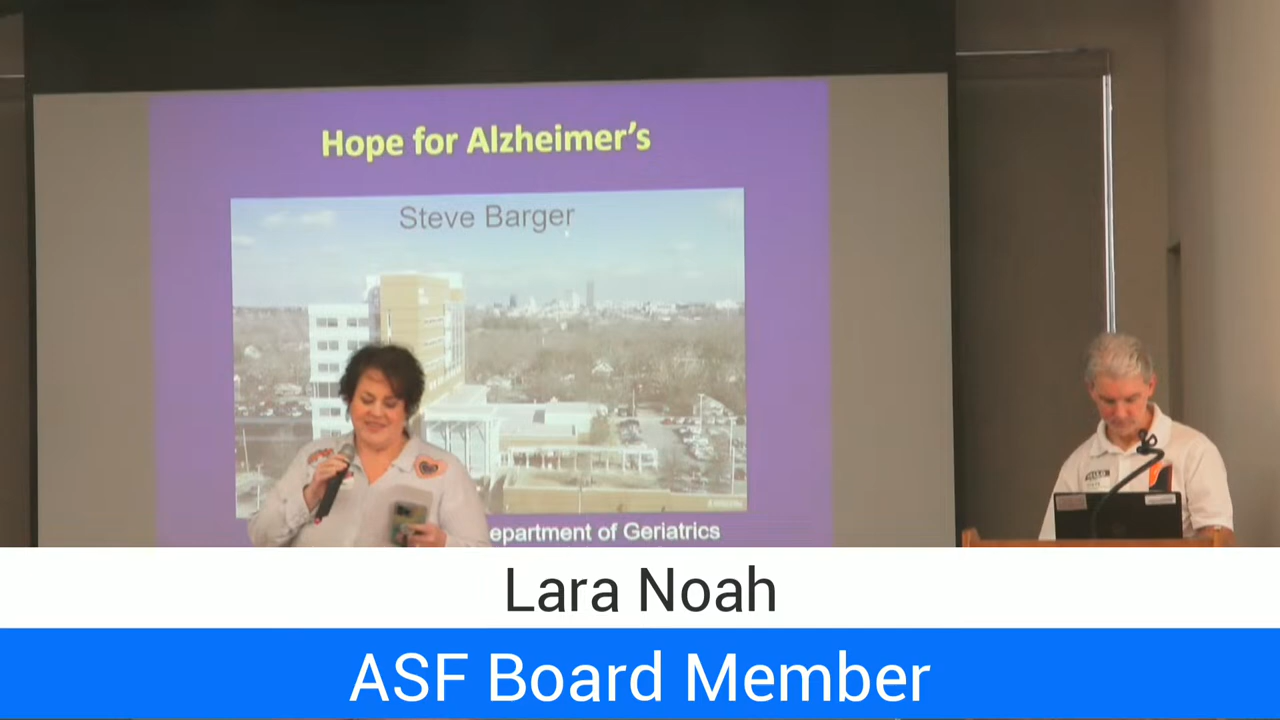 Hope for Alzheimer's
Steve Barger
epartment of Geriatrics
Lara Noah
ASF Board Member